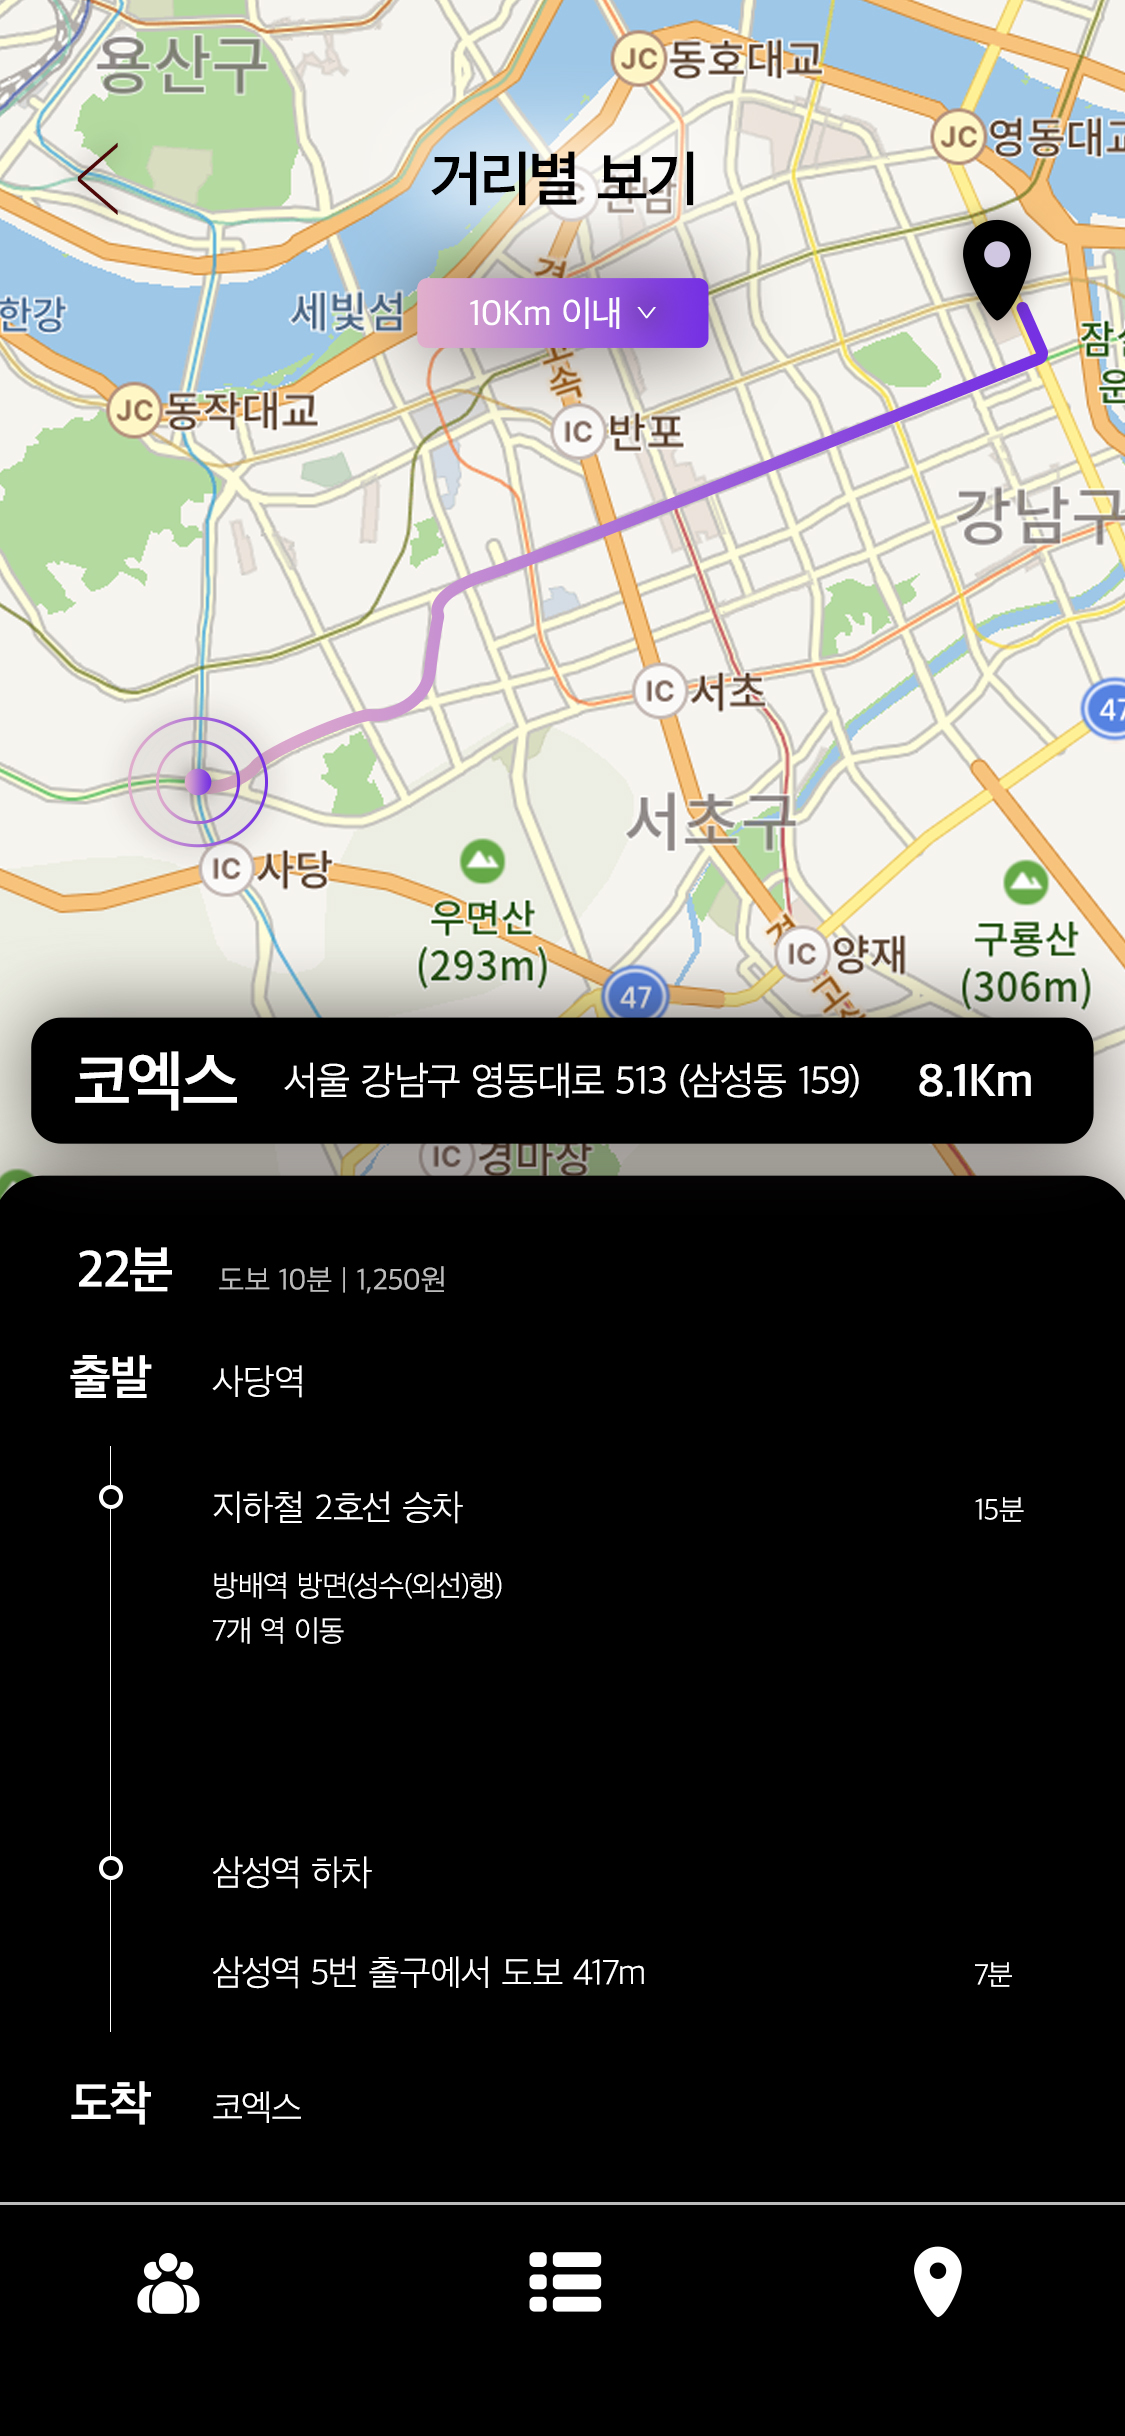 용산구
JC 동호대교
JC 영동대교
거리별 보기
한강
세빛섬
10Km 이내
JC 동작대교
IC 반포
강남구
IC 서초
47
서초구
IC 사당
우면산
(293m)
구룡산
(306m)
IC 양재
47
코엑스 서울 강남구 영동대로 513 (삼성동 159) 8.1Km
IC 경마장
22분 도보 10분 | 1,250원
출발 사당역
지하철 2호선 승차 15분
방배역 방면(성수(외선)행)
7개 역 이동
삼성역 하차
삼성역 5번 출구에서 도보 417m 7분
도착 코엑스